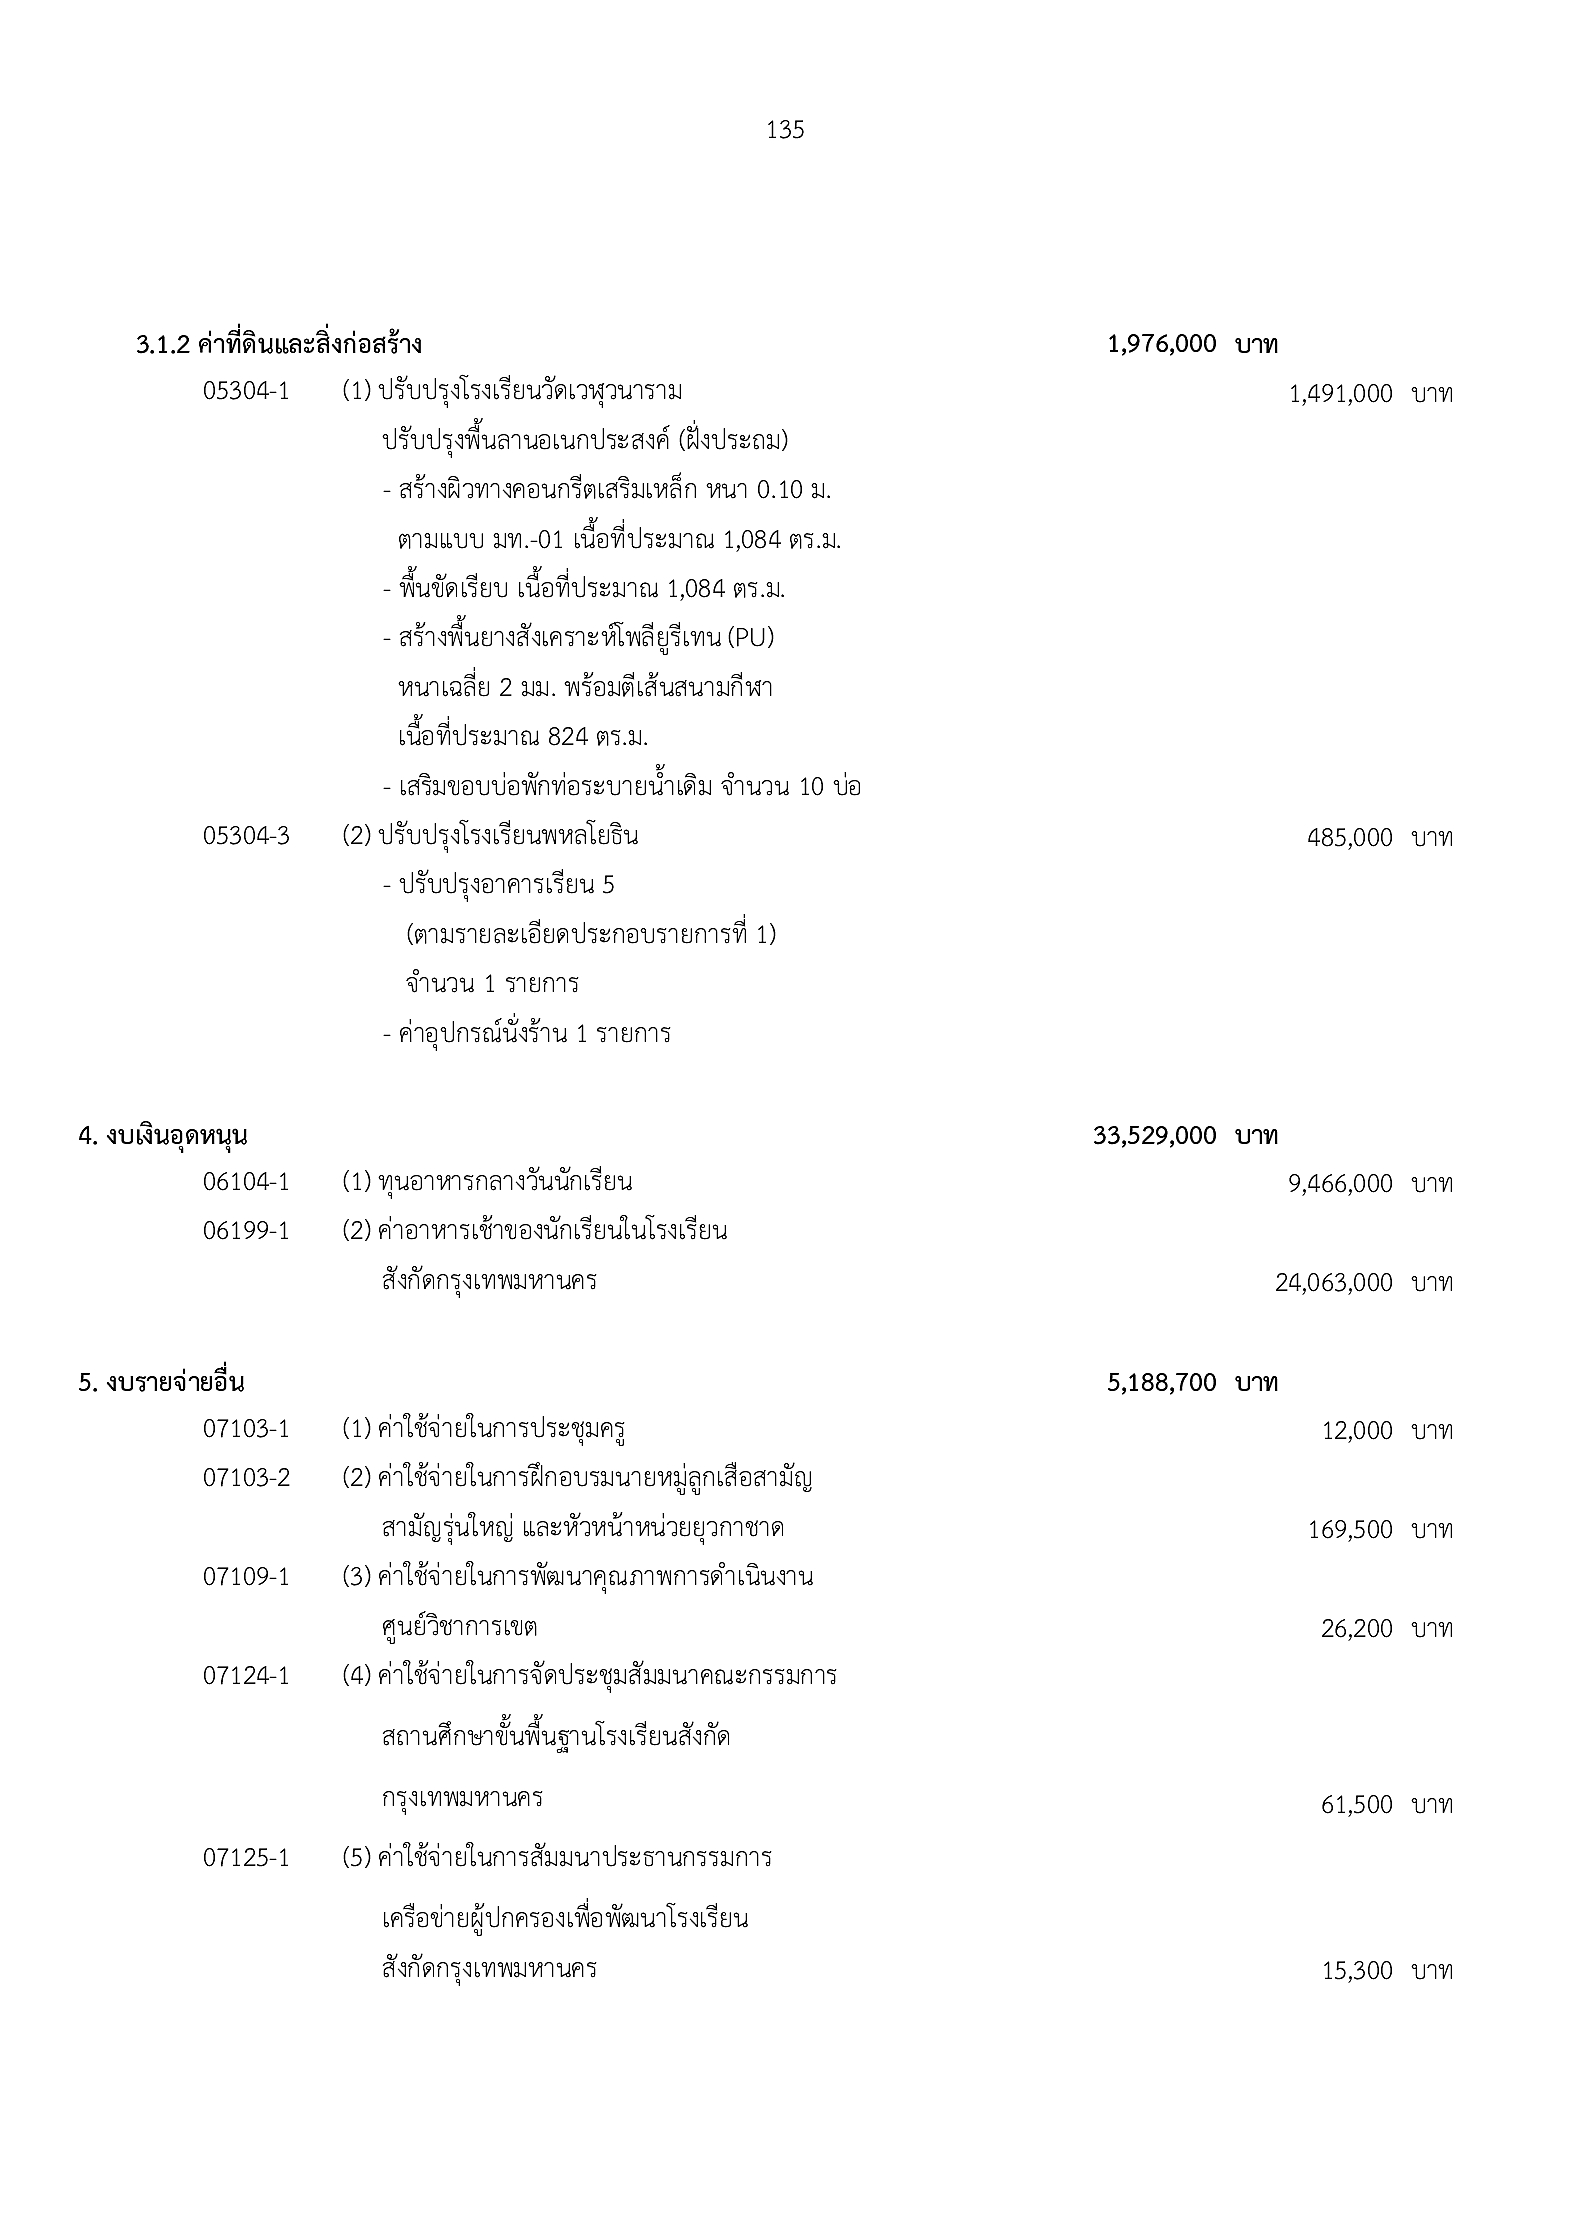 135
3.1.2 ค่าที่ดินและสิ่งก่อสร้าง 1,976,000 บาท
05304-1 (1) ปรับปรุงโรงเรียนวัดเวฬุวนาราม 1,491,000 บาท
ปรับปรุงพื้นลานอเนกประสงค์ (ฝั่งประถม)
- สร้างผิวทางคอนกรีตเสริมเหล็ก หนา 0.10 ม.
ตามแบบ มท.-01 เนื้อที่ประมาณ 1,084 ตร.ม.
- พื้นขัดเรียบ เนื้อที่ประมาณ 1,084 ตร.ม.
- สร้างพื้นยางสังเคราะห์โพลียูรีเทน (PU)
หนาเฉลี่ย 2 มม. พร้อมตีเส้นสนามกีฬา
เนื้อที่ประมาณ 824 ตร.ม.
- เสริมขอบบ่อพักท่อระบายน้ำเดิม จำนวน 10 บ่อ
05304-3 (2) ปรับปรุงโรงเรียนพหลโยธิน 485,000 บาท
- ปรับปรุงอาคารเรียน 5
(ตามรายละเอียดประกอบรายการที่ 1)
จำนวน 1 รายการ
- ค่าอุปกรณ์นั่งร้าน 1 รายการ
4. งบเงินอุดหนุน 33,529,000 บาท
06104-1 (1) ทุนอาหารกลางวันนักเรียน 9,466,000 บาท
06199-1 (2) ค่าอาหารเช้าของนักเรียนในโรงเรียน
สังกัดกรุงเทพมหานคร 24,063,000 บาท
5. งบรายจ่ายอื่น 5,188,700 บาท
07103-1 (1) ค่าใช้จ่ายในการประชุมครู 12,000 บาท
07103-2 (2) ค่าใช้จ่ายในการฝึกอบรมนายหมู่ลูกเสือสามัญ
สามัญรุ่นใหญ่ และหัวหน้าหน่วยยุวกาชาด 169,500 บาท
07109-1 (3) ค่าใช้จ่ายในการพัฒนาคุณภาพการดำเนินงาน
ศูนย์วิชาการเขต 26,200 บาท
07124-1 (4) ค่าใช้จ่ายในการจัดประชุมสัมมนาคณะกรรมการ
สถานศึกษาขั้นพื้นฐานโรงเรียนสังกัด
กรุงเทพมหานคร 61,500 บาท
07125-1 (5) ค่าใช้จ่ายในการสัมมนาประธานกรรมการ
เครือข่ายผู้ปกครองเพื่อพัฒนาโรงเรียน
สังกัดกรุงเทพมหานคร 15,300 บาท